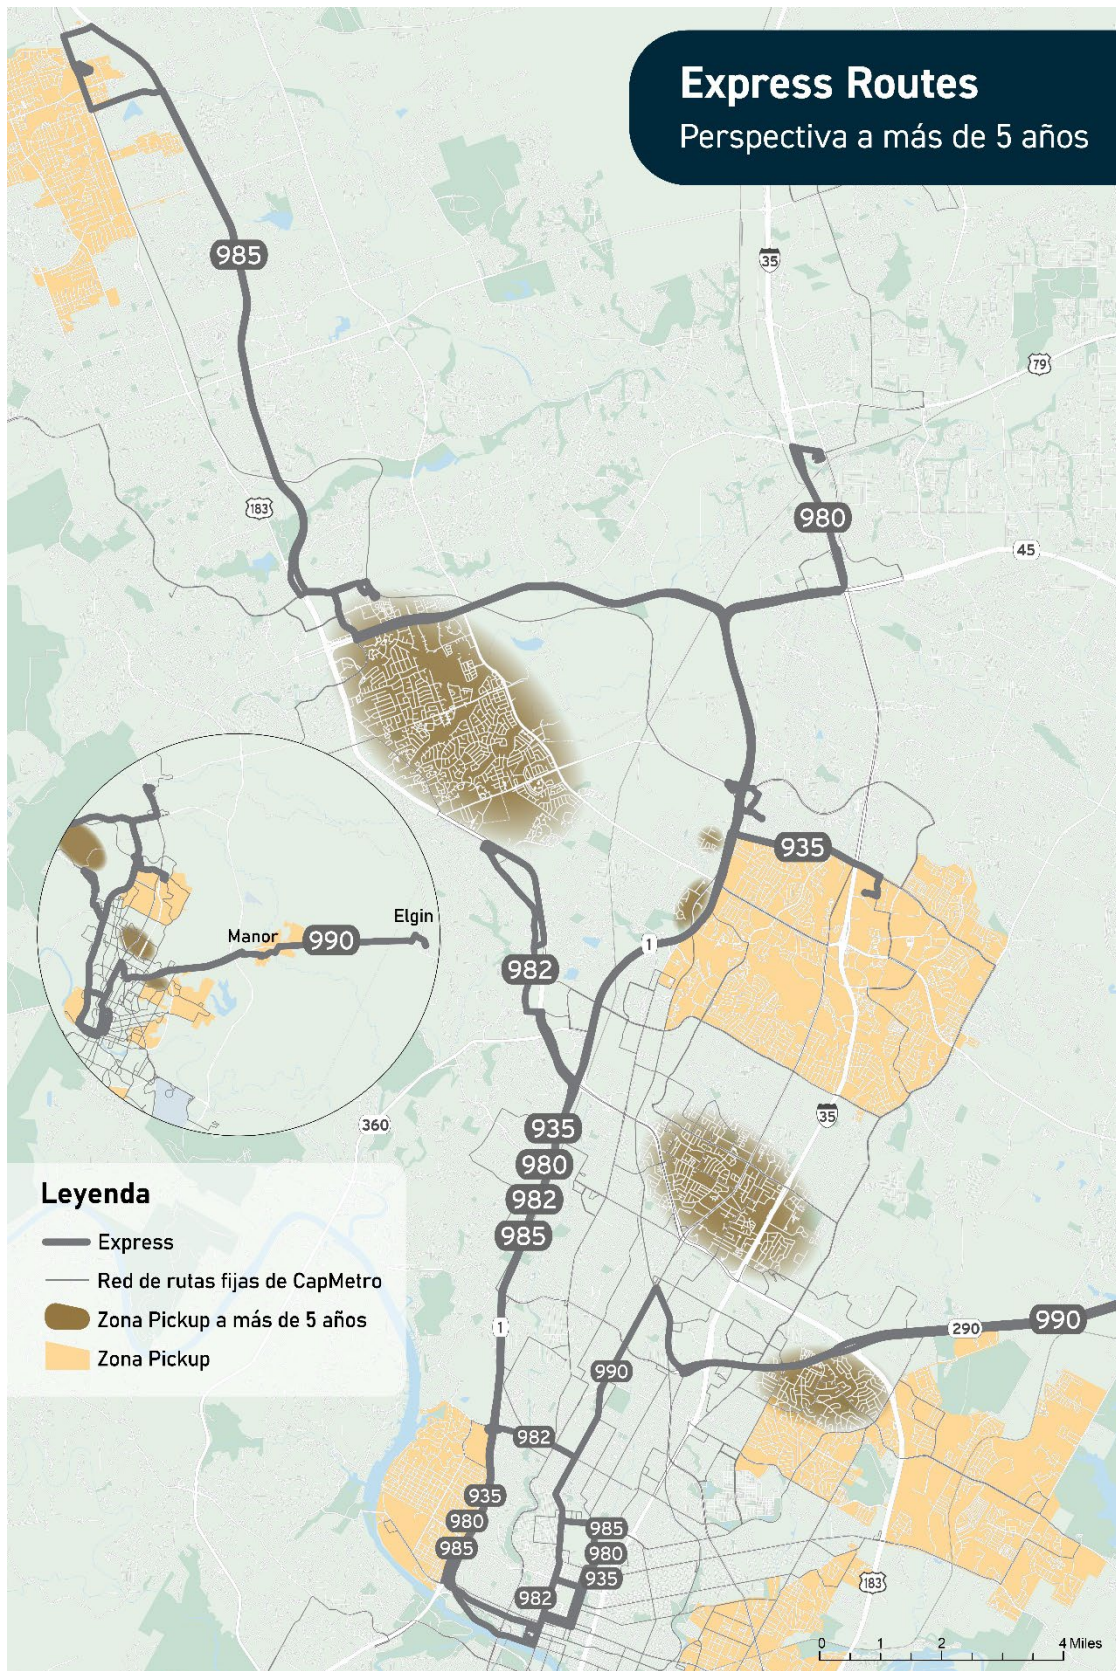 Express Routes
Perspectiva a más de 5 años
985
35
79
183
980
45
935
1
982
Elgin
Manor
990
360
35
935
980
982
985
Leyenda
Express
Red de rutas fijas de CapMetro
Zona Pickup a más de 5 años
Zona Pickup
1
290
990
990
982
935
980
985
985
980
935
982
183
0 1 2 4 Miles